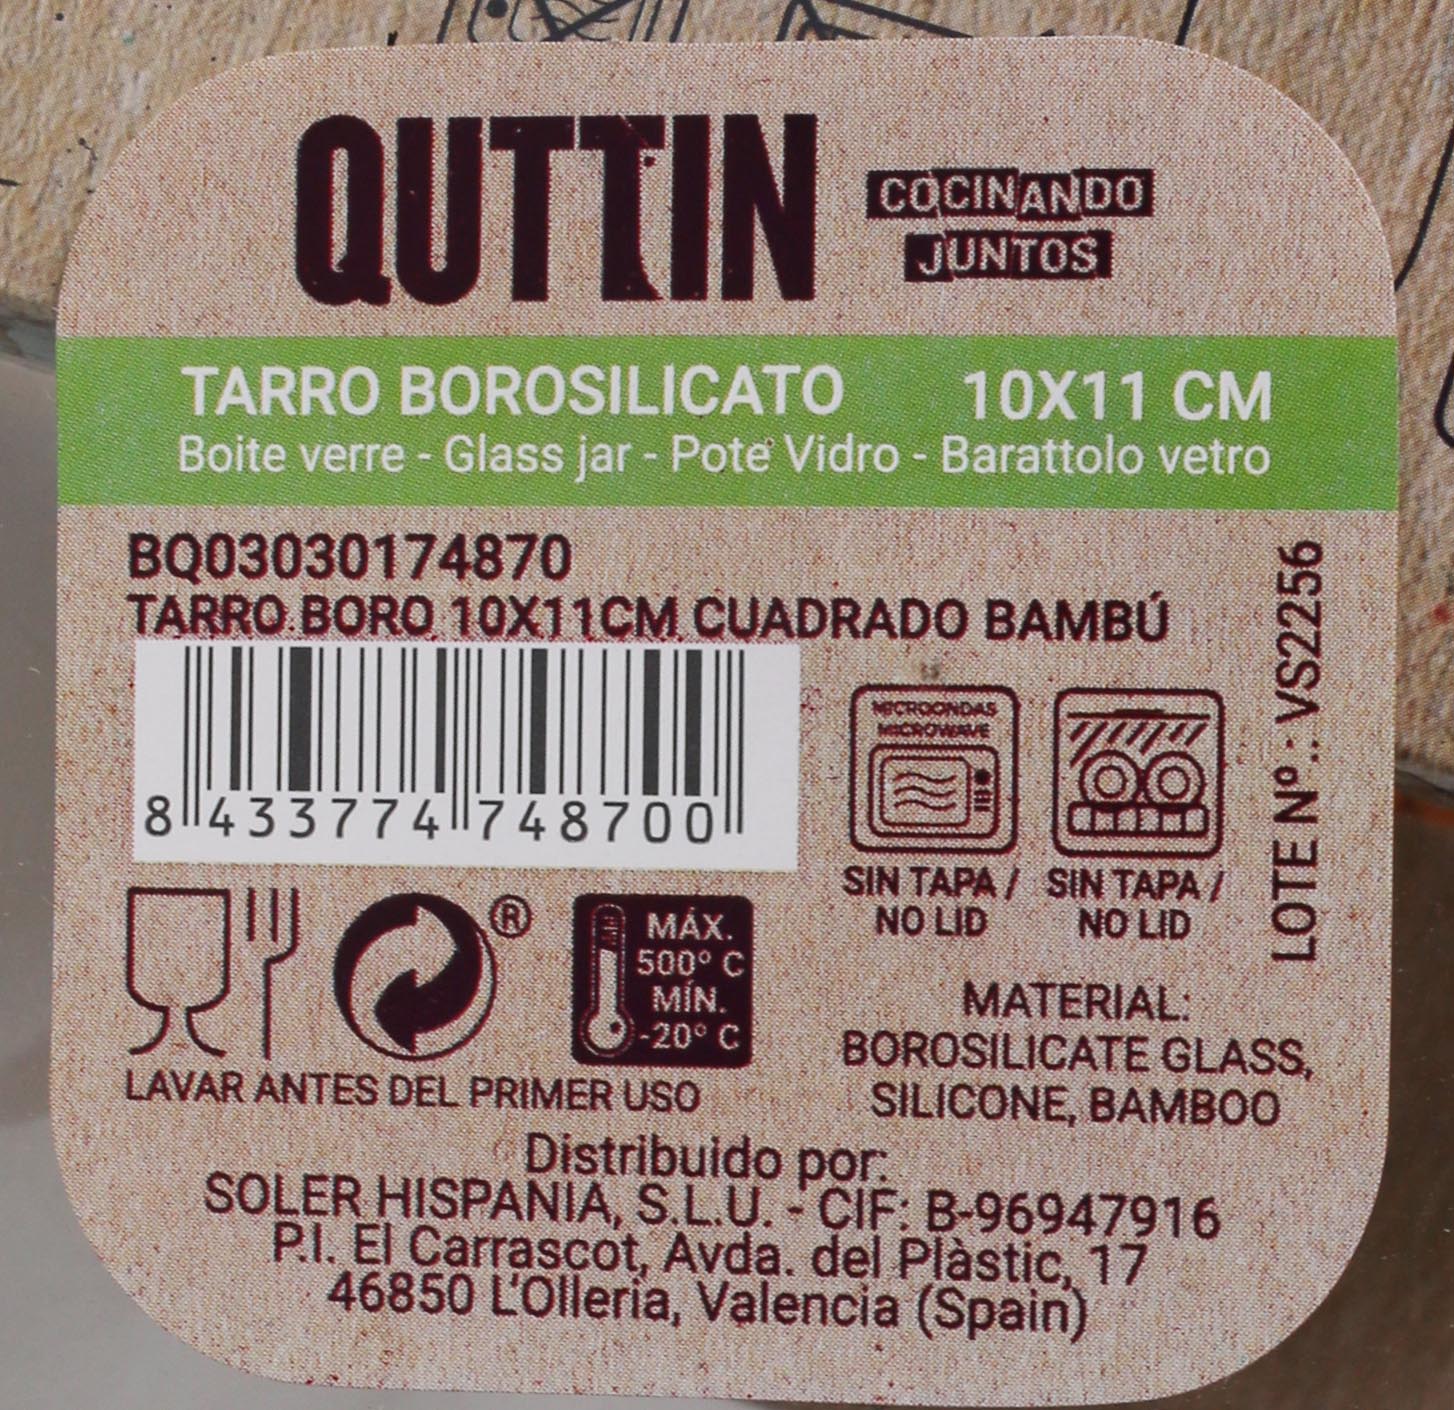 QUTTIN
COCINANDO
JUNTOS
TARRO BOROSILICATO 10X11 CM
Boite verre - Glass jar - Pote Vidro - Barattolo vetro
BQ03030174870
TARRO BORO 10X11CM CUADRADO BAMBÚ
8 433774 748700
MICROONDAS
MICROWAVE
SIN TAPA /
NO LID
SIN TAPA /
NO LID
LOTE Nº.: VS2256
®
MÁX.
500° C
MÍN.
-20° C
LAVAR ANTES DEL PRIMER USO
MATERIAL:
BOROSILICATE GLASS,
SILICONE, BAMBOO
Distribuido por:
SOLER HISPANIA, S.L.U. - CIF: B-96947916
P.I. El Carrascot, Avda. del Plàstic, 17
46850 L'Olleria, Valencia (Spain)